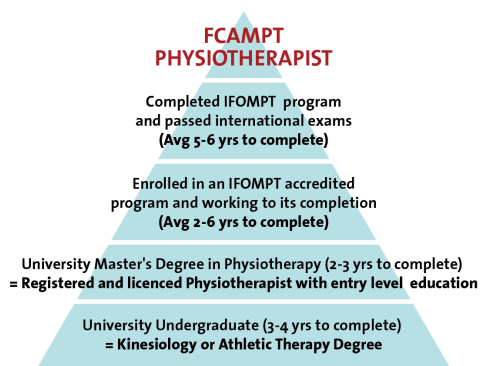 FCAMPT
PHYSIOTHERAPIST
Completed IFOMPT program
and passed international exams
(Avg 5-6 yrs to complete)
Enrolled in an IFOMPT accredited
program and working to its completion
(Avg 2-6 yrs to complete)
University Master's Degree in Physiotherapy (2-3 yrs to complete)
= Registered and licenced Physiotherapist with entry level education
University Undergraduate (3-4 yrs to complete)
= Kinesiology or Athletic Therapy Degree